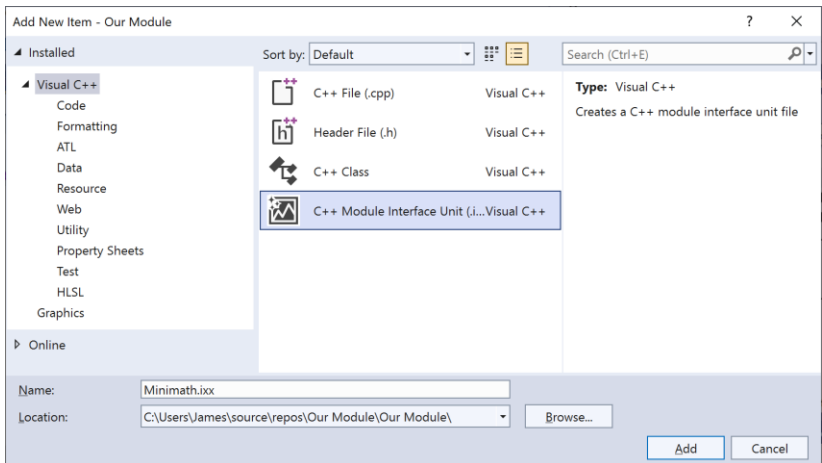 Add New Item - Our Module ? ×
Installed
Sort by: Default
Search (Ctrl+E)
Visual C++
Code
Formatting
ATL
Data
Resource
Web
Utility
Property Sheets
Test
HLSL
Graphics
Online
C++ File (.cpp) Visual C++
Header File (.h) Visual C++
C++ Class Visual C++
C++ Module Interface Unit (.i... Visual C++
Type: Visual C++
Creates a C++ module interface unit file
Name: Minimath.ixx
Location: C:\Users\James\source\repos\Our Module\Our Module\ Browse...
Add Cancel